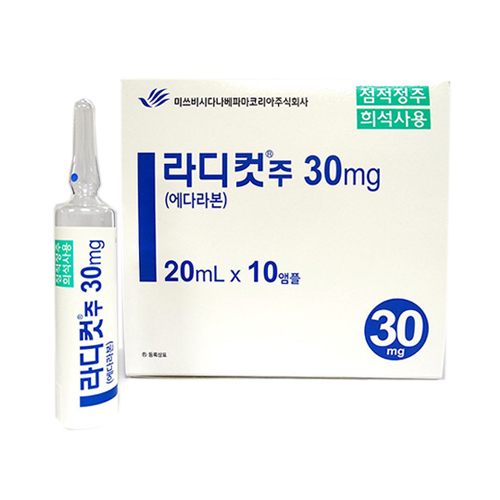 미쓰비시다나베파마코리아주식회사
점적정주
희석사용
라디컷®주 30mg
(에다라본)
20mL x 10앰플
30
mg
® 등록상표
점적정주
희석사용
라디컷®주 30mg
(에다라본)